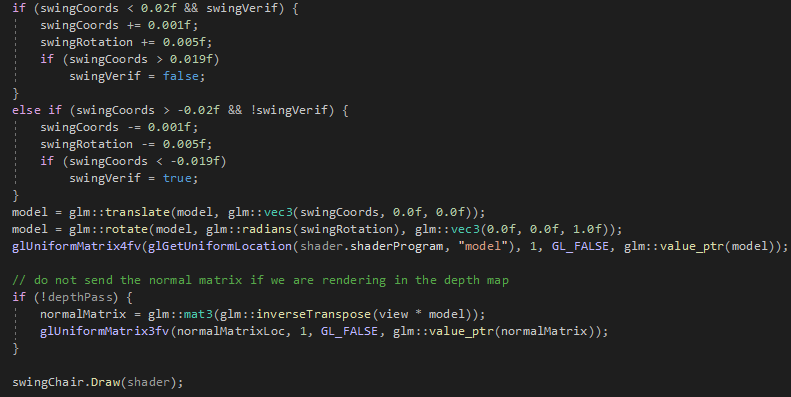 if (swingCoords < 0.02f && swingVerif) {
    swingCoords += 0.001f;
    swingRotation += 0.005f;
    if (swingCoords > 0.019f)
        swingVerif = false;
}
else if (swingCoords > -0.02f && !swingVerif) {
    swingCoords -= 0.001f;
    swingRotation -= 0.005f;
    if (swingCoords < -0.019f)
        swingVerif = true;
}
model = glm::translate(model, glm::vec3(swingCoords, 0.0f, 0.0f));
model = glm::rotate(model, glm::radians(swingRotation), glm::vec3(0.0f, 0.0f, 1.0f));
glUniformMatrix4fv(glGetUniformLocation(shader.shaderProgram, "model"), 1, GL_FALSE, glm::value_ptr(model));
// do not send the normal matrix if we are rendering in the depth map
if (!depthPass) {
    normalMatrix = glm::mat3(glm::inverseTranspose(view * model));
    glUniformMatrix3fv(normalMatrixLoc, 1, GL_FALSE, glm::value_ptr(normalMatrix));
}
swingChair.Draw(shader);